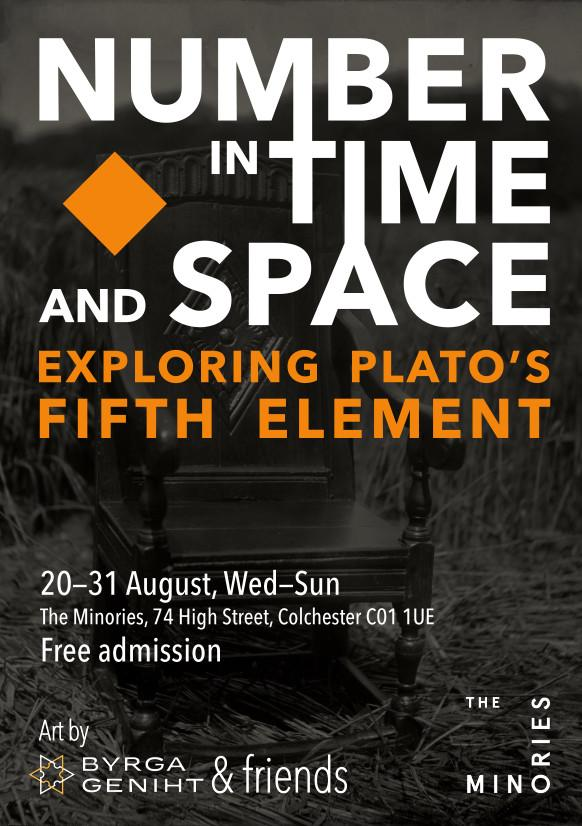 NUMBER
IN TIME
AND SPACE
EXPLORING PLATO'S
FIFTH ELEMENT
20–31 August, Wed–Sun
The Minories, 74 High Street, Colchester CO1 1UE
Free admission
Art by
BYRGA
GENIHT & friends
THE
MINORIES